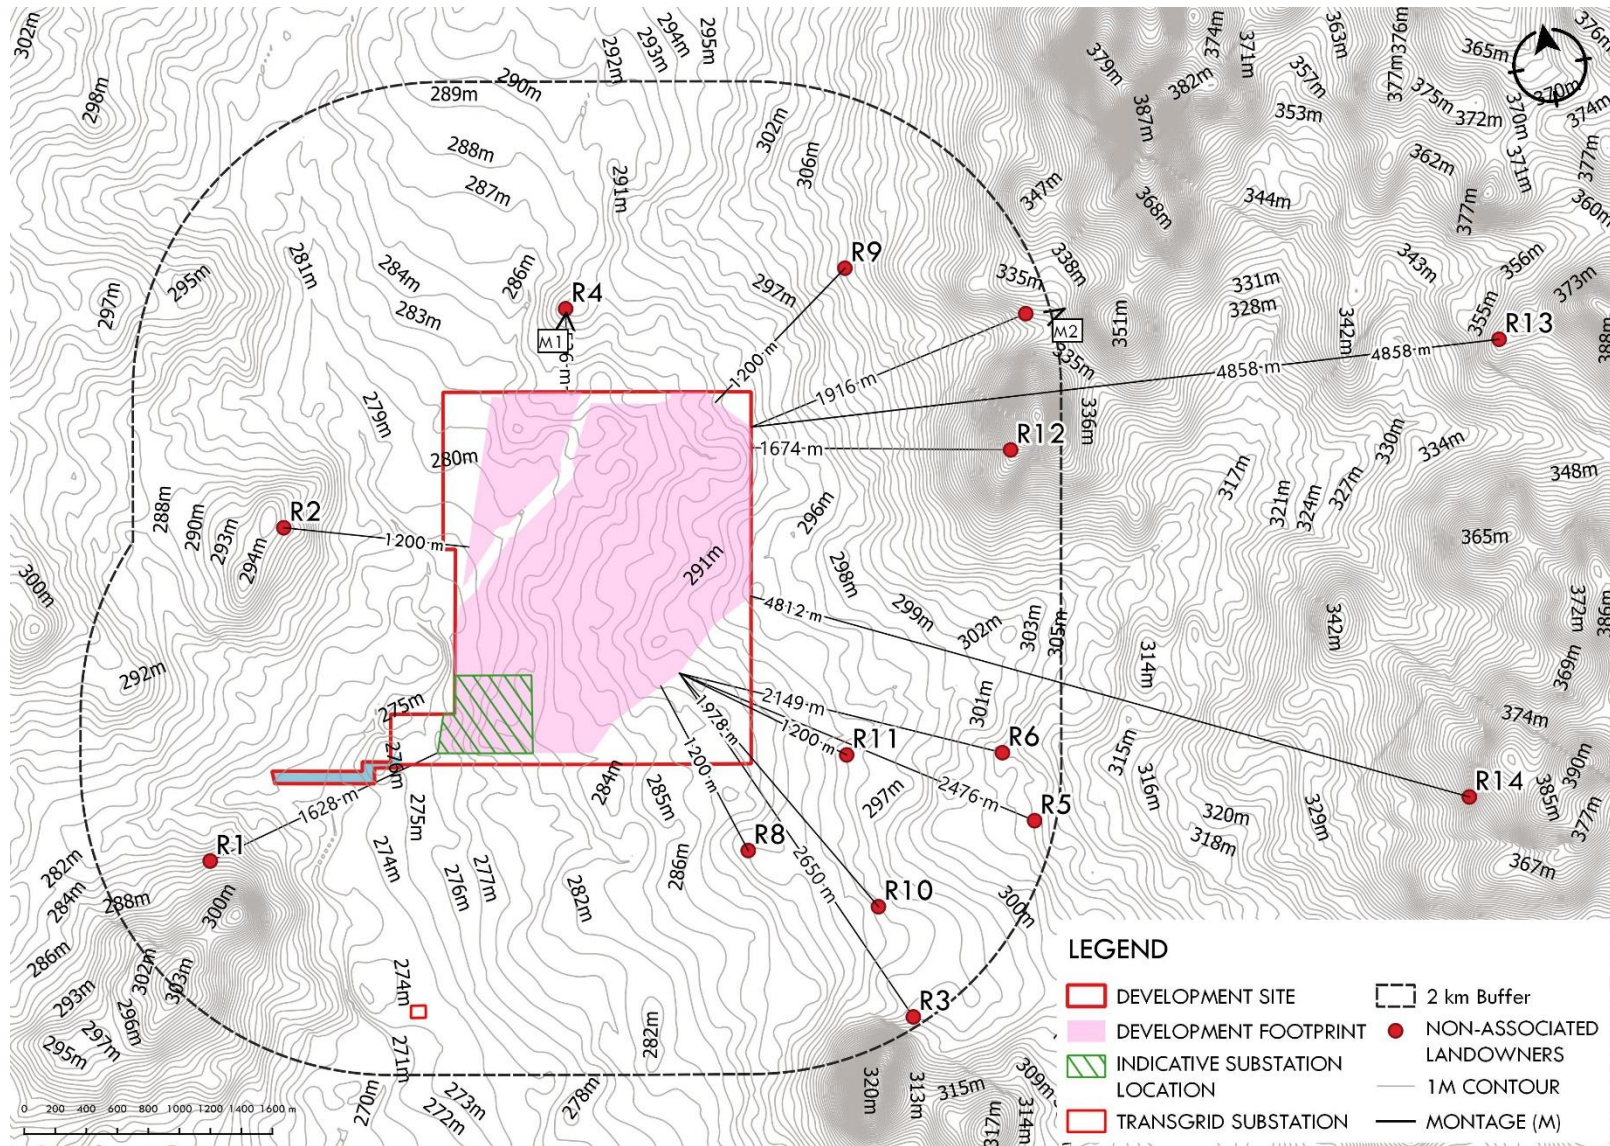 302m
298m
292m
293m
294m
295m
290m
289m
302m
306m
288m
287m
291m
374m
371m
363m
376m
376m
379m
382m
387m
357m
377m
365m
370m
374m
375m
353m
372m
370m
371m
377m
362m
347m
368m
344m
377m
360m
281m
295m
297m
284m
286m
283m
R4
M1
R9
297m
335m
338m
M2
335m
351m
331m
328m
343m
356m
373m
355m
342m
R13
388m
1200 m
1916 m
4858 m
4858 m
1674 m
R12
336m
279m
280m
R2
1200 m
288m
290m
293m
294m
300m
291m
296m
298m
299m
302m
303m
305m
317m
321m
324m
327m
330m
334m
348m
365m
372m
389m
342m
369m
314m
292m
275m
276m
275m
4812 m
2149 m
1200 m
1978 m
1200 m
2476 m
2650 m
R11
R6
R5
R8
R10
R3
301m
297m
300m
315m
316m
374m
R14
385m
390m
377m
320m
318m
329m
367m
1628 m
R1
282m
284m
288m
300m
286m
302m
303m
293m
296m
297m
295m
284m
285m
286m
274m
276m
277m
282m
274m
271m
270m
273m
272m
278m
282m
320m
313m
315m
309m
314m
317m
LEGEND
DEVELOPMENT SITE
DEVELOPMENT FOOTPRINT
INDICATIVE SUBSTATION
LOCATION
TRANSGRID SUBSTATION
2 km Buffer
NON-ASSOCIATED
LANDOWNERS
1M CONTOUR
MONTAGE (M)
0 200 400 600 800 1000 1200 1400 1600 m